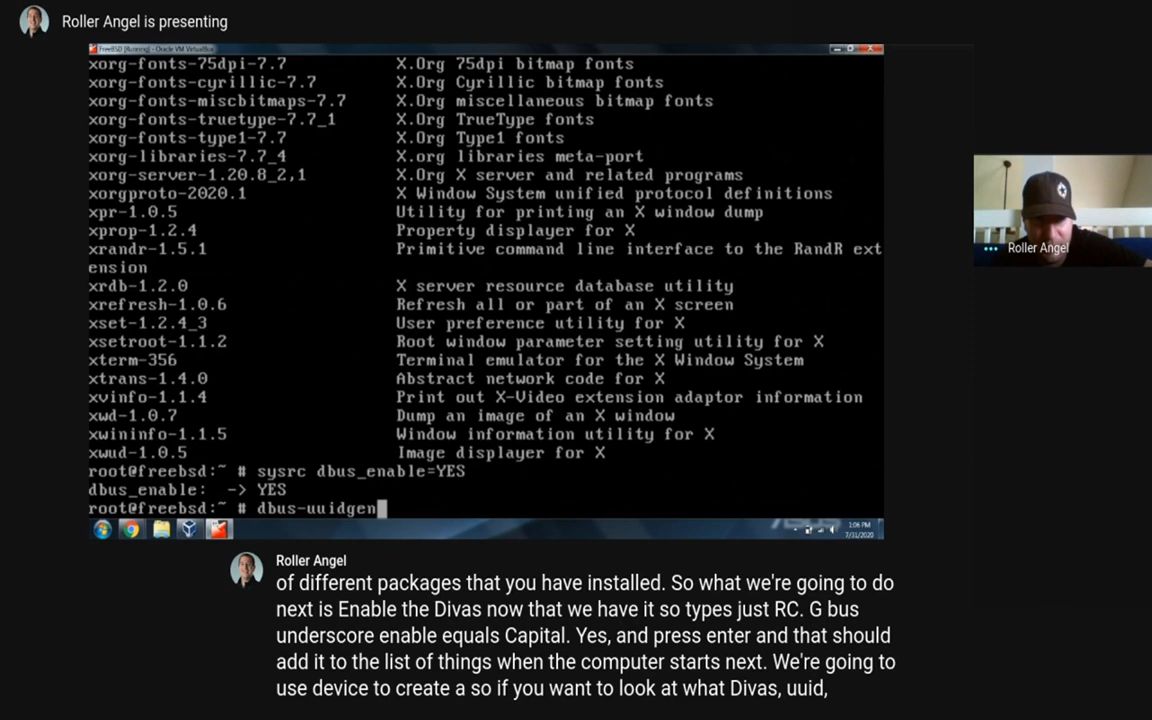 Roller Angel is presenting
FreeBSD [Running] - Oracle VM VirtualBox
xorg-fonts-75dpi-7.7 X.Org 75dpi bitmap fonts
xorg-fonts-cyrillic-7.7 X.Org Cyrillic bitmap fonts
xorg-fonts-miscbitmaps-7.7 X.Org miscellaneous bitmap fonts
xorg-fonts-truetype-7.7_1 X.Org TrueType fonts
xorg-fonts-type1-7.7 X.Org Type1 fonts
xorg-libraries-7.7_4 X.org libraries meta-port
xorg-server-1.20.8_2,1 X.Org X server and related programs
xorgproto-2020.1 X Window System unified protocol definitions
xpr-1.0.5 Utility for printing an X window dump
xprop-1.2.4 Property displayer for X
xrandr-1.5.1 Primitive command line interface to the RandR ext
ension
xrdb-1.2.0 X server resource database utility
xrefresh-1.0.6 Refresh all or part of an X screen
xset-1.2.4_3 User preference utility for X
xsetroot-1.1.2 Root window parameter setting utility for X
xterm-356 Terminal emulator for the X Window System
xtrans-1.4.0 Abstract network code for X
xvinfo-1.1.4 Print out X-Video extension adaptor information
xwd-1.0.7 Dump an image of an X window
xwininfo-1.1.5 Window information utility for X
xwud-1.0.5 Image displayer for X
root@freebsd:~ # sysrc dbus_enable=YES
dbus_enable: -> YES
root@freebsd:~ # dbus-uuidgen
1:06 PM
7/31/2020
Roller Angel
Roller Angel
of different packages that you have installed. So what we're going to do
next is Enable the Divas now that we have it so types just RC. G bus
underscore enable equals Capital. Yes, and press enter and that should
add it to the list of things when the computer starts next. We're going to
use device to create a so if you want to look at what Divas, uuid,